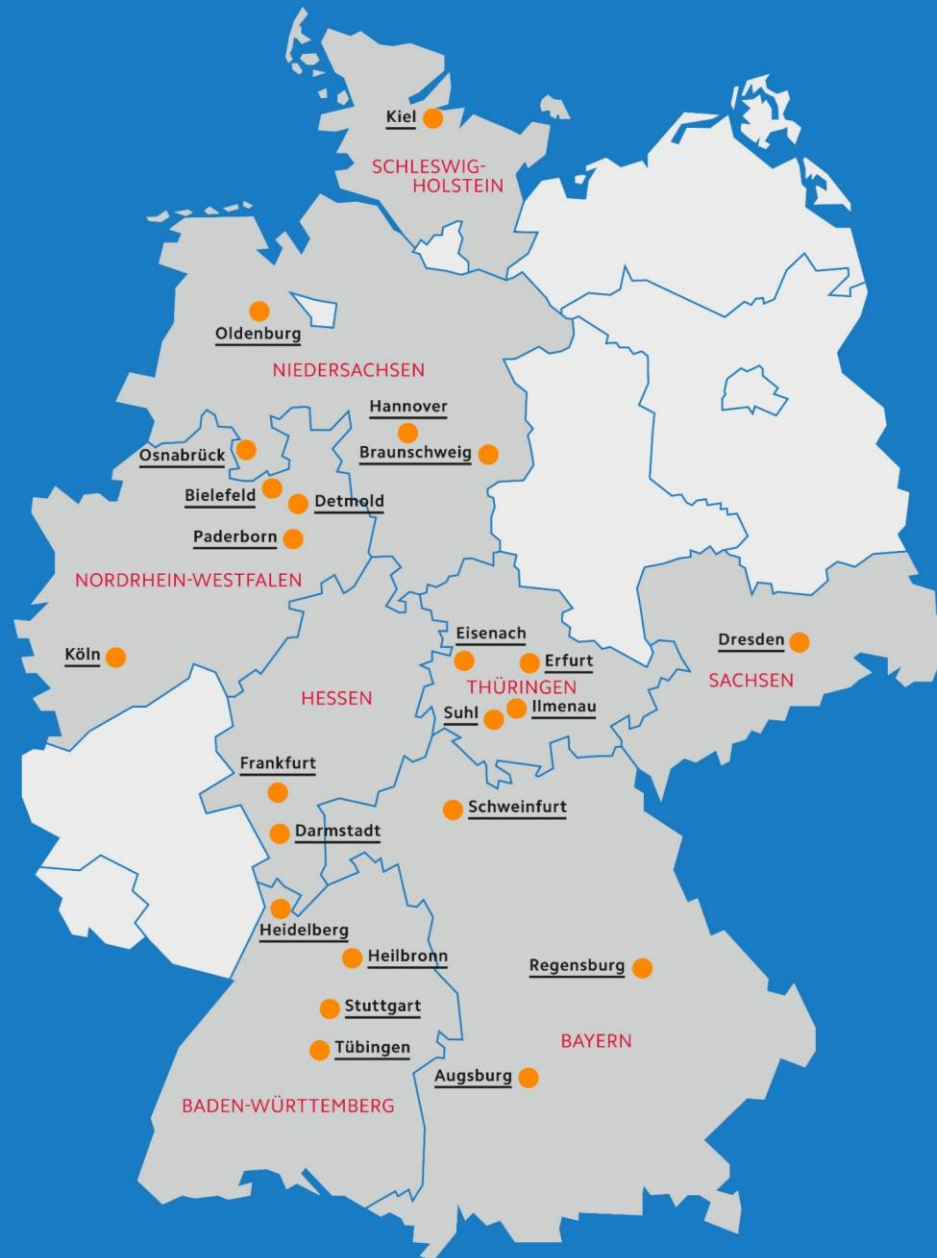 Kiel
SCHLESWIG-
HOLSTEIN
Oldenburg
NIEDERSACHSEN
Hannover
Osnabrück
Braunschweig
Bielefeld
Detmold
Paderborn
NORDRHEIN-WESTFALEN
Köln
Eisenach
Erfurt
Dresden
HESSEN
THÜRINGEN
SACHSEN
Suhl
Ilmenau
Frankfurt
Schweinfurt
Darmstadt
Heidelberg
Heilbronn
Regensburg
Stuttgart
Tübingen
BAYERN
Augsburg
BADEN-WÜRTTEMBERG